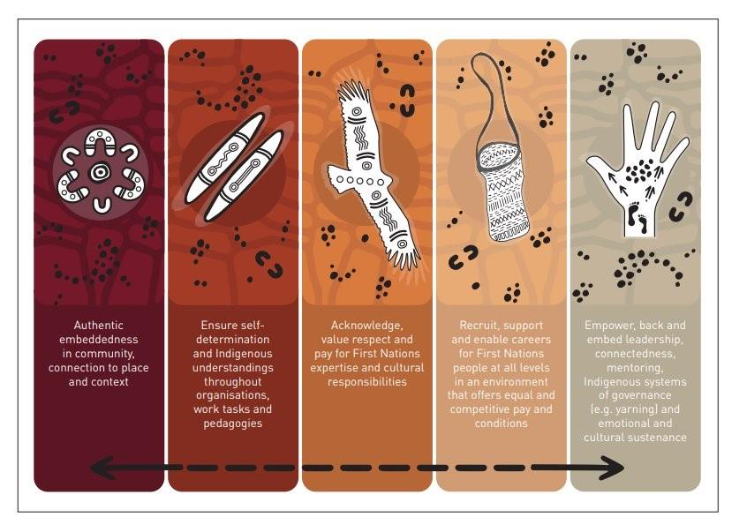 Authentic
embeddedness
in community,
connection to place
and context
Ensure self-
determination
and Indigenous
understandings
throughout
organisations,
work tasks and
pedagogies
Acknowledge,
value respect and
pay for First Nations
expertise and cultural
responsibilities
Recruit, support
and enable careers
for First Nations
people at all levels
in an environment
that offers equal and
competitive pay and
conditions
Empower, back and
embed leadership,
connectedness,
mentoring,
Indigenous systems
of governance
(e.g. yarning) and
emotional and
cultural sustenance